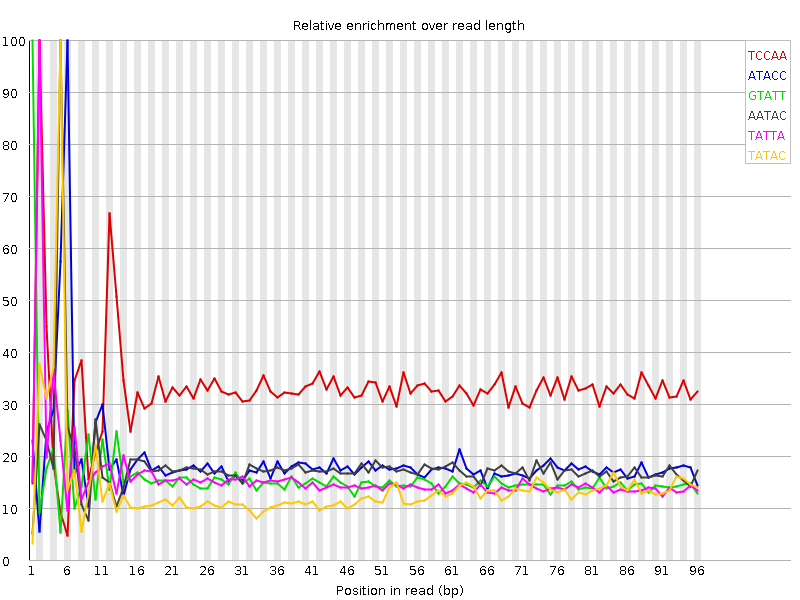 Relative enrichment over read length
100
90
80
70
60
50
40
30
20
10
0
TCCAA
ATACC
GTATT
AATAC
TATTA
TATAC
1 6 11 16 21 26 31 36 41 46 51 56 61 66 71 76 81 86 91 96
Position in read (bp)